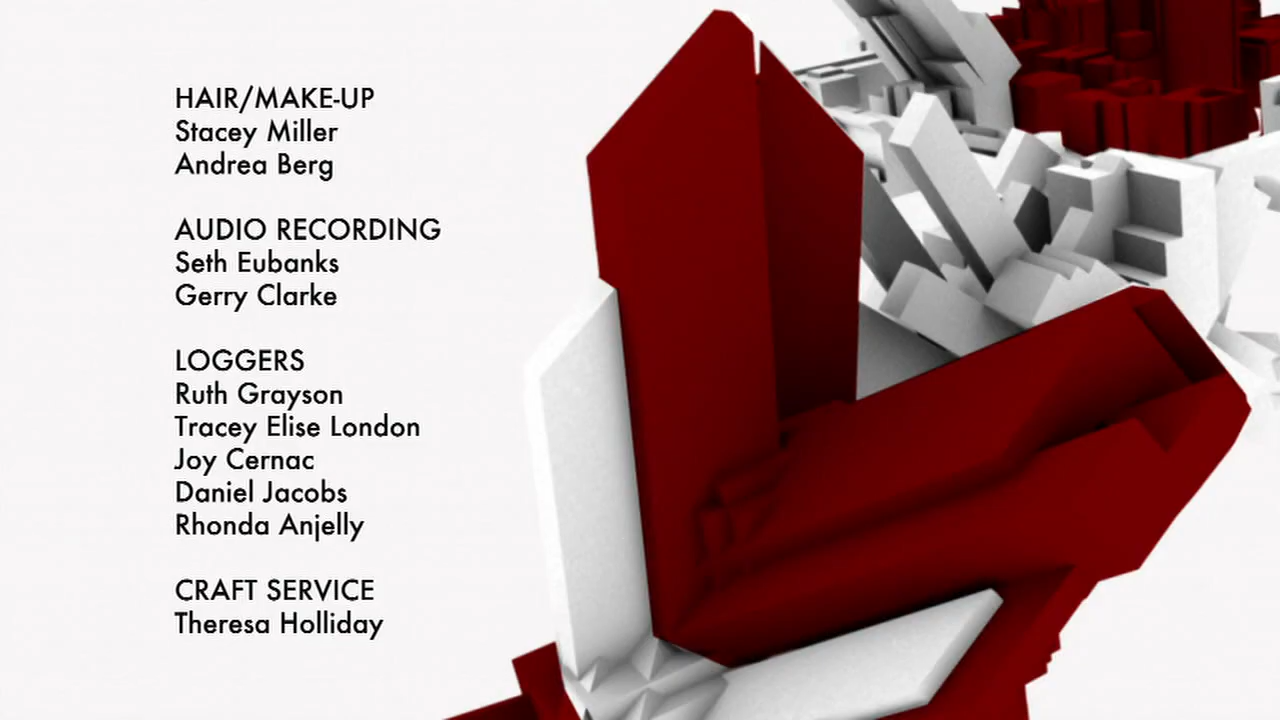 HAIR/MAKE-UP
Stacey Miller
Andrea Berg
AUDIO RECORDING
Seth Eubanks
Gerry Clarke
LOGGERS
Ruth Grayson
Tracey Elise London
Joy Cernac
Daniel Jacobs
Rhonda Anjelly
CRAFT SERVICE
Theresa Holliday